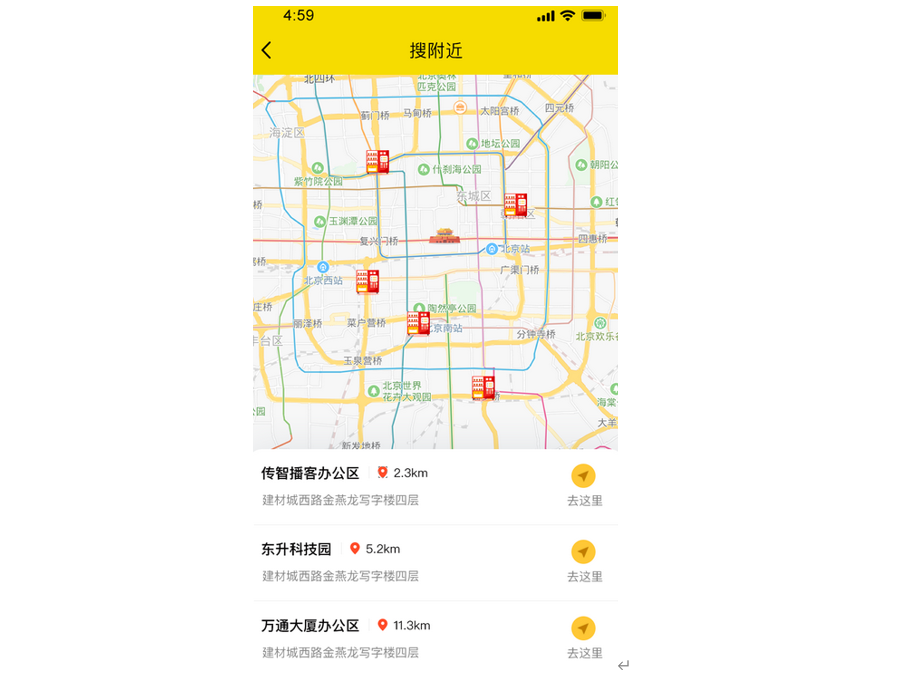 4:59
搜附近
北四环
匹克公园
蓟门桥
马甸桥
太阳宫桥
四元桥
海淀区
地坛公园
紫竹院公园
什刹海公园
朝阳公
东城区
红
桥
玉渊潭公园
复兴门桥
北京站
四惠桥
广渠门桥
北京西站
庄桥
陶然亭公园
丽泽桥
菜户营桥
京南站
分钟寺桥
北京欢乐
丰台区
玉泉营桥
北京世界
花卉大观园
海棠
公园
桥
大羊
新发地桥
传智播客办公区 2.3km
建材城西路金燕龙写字楼四层
去这里
东升科技园 5.2km
建材城西路金燕龙写字楼四层
去这里
万通大厦办公区 11.3km
建材城西路金燕龙写字楼四层
去这里